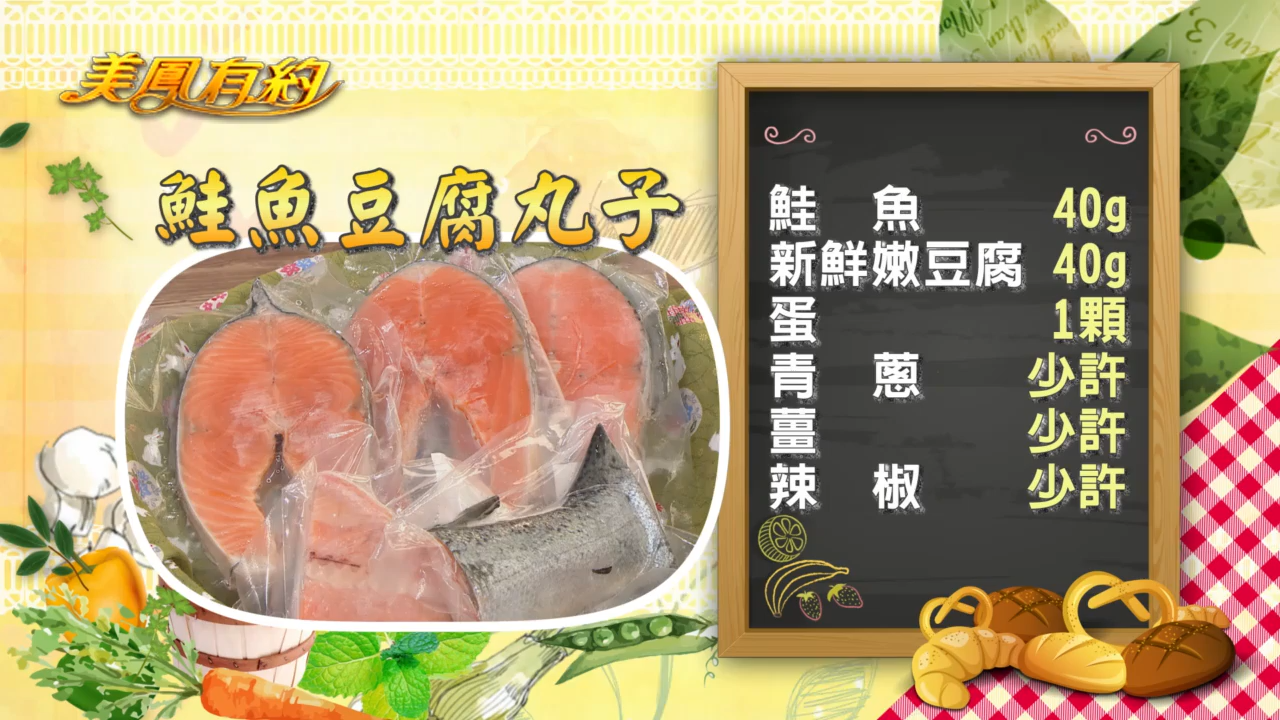 美鳳有約
鮭魚豆腐丸子
鮭 魚 40g
新鮮嫩豆腐 40g
蛋 1顆
青 蔥 少許
薑 少許
辣 椒 少許